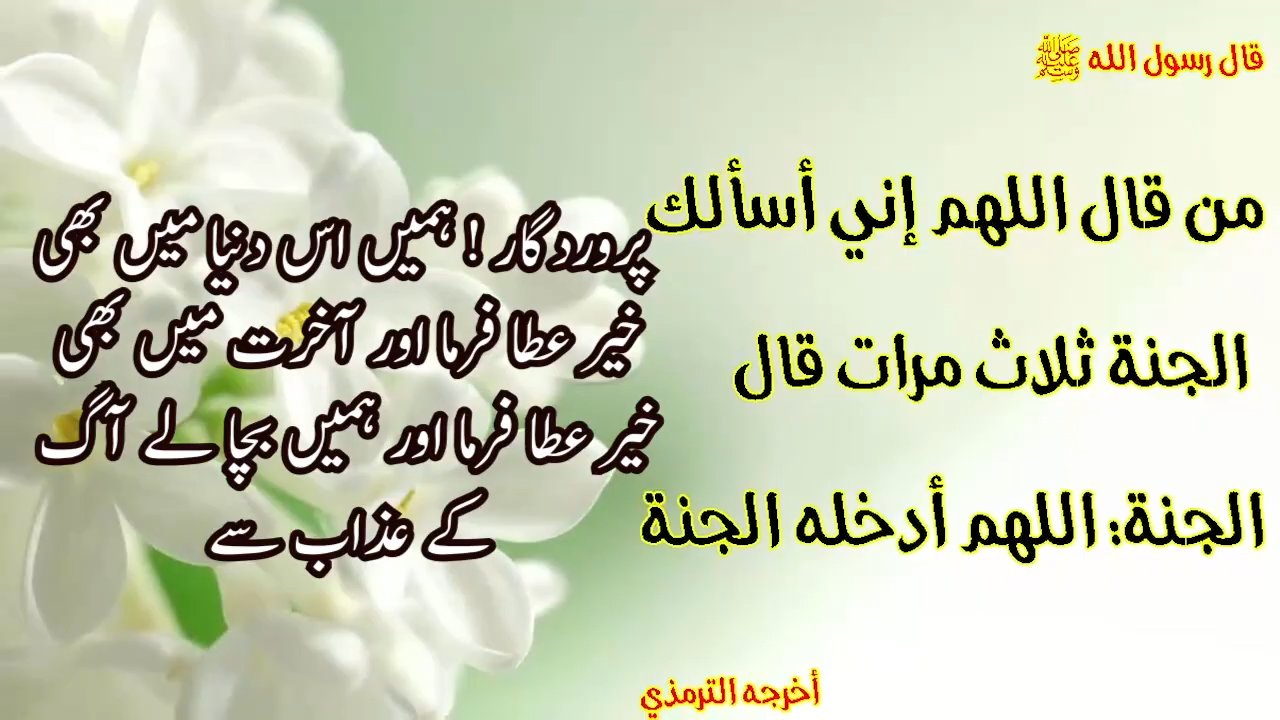 قال رسول الله ﷺ
من قال اللهم إني أسألك
الجنة ثلاث مرات قال
الجنة: اللهم أدخله الجنة
أخرجه الترمذي
پروردگار ! ہمیں اس دنیا میں بھی
خیر عطا فرما اور آخرت میں بھی
خیر عطا فرما اور ہمیں بچا لے آگ
کے عذاب سے